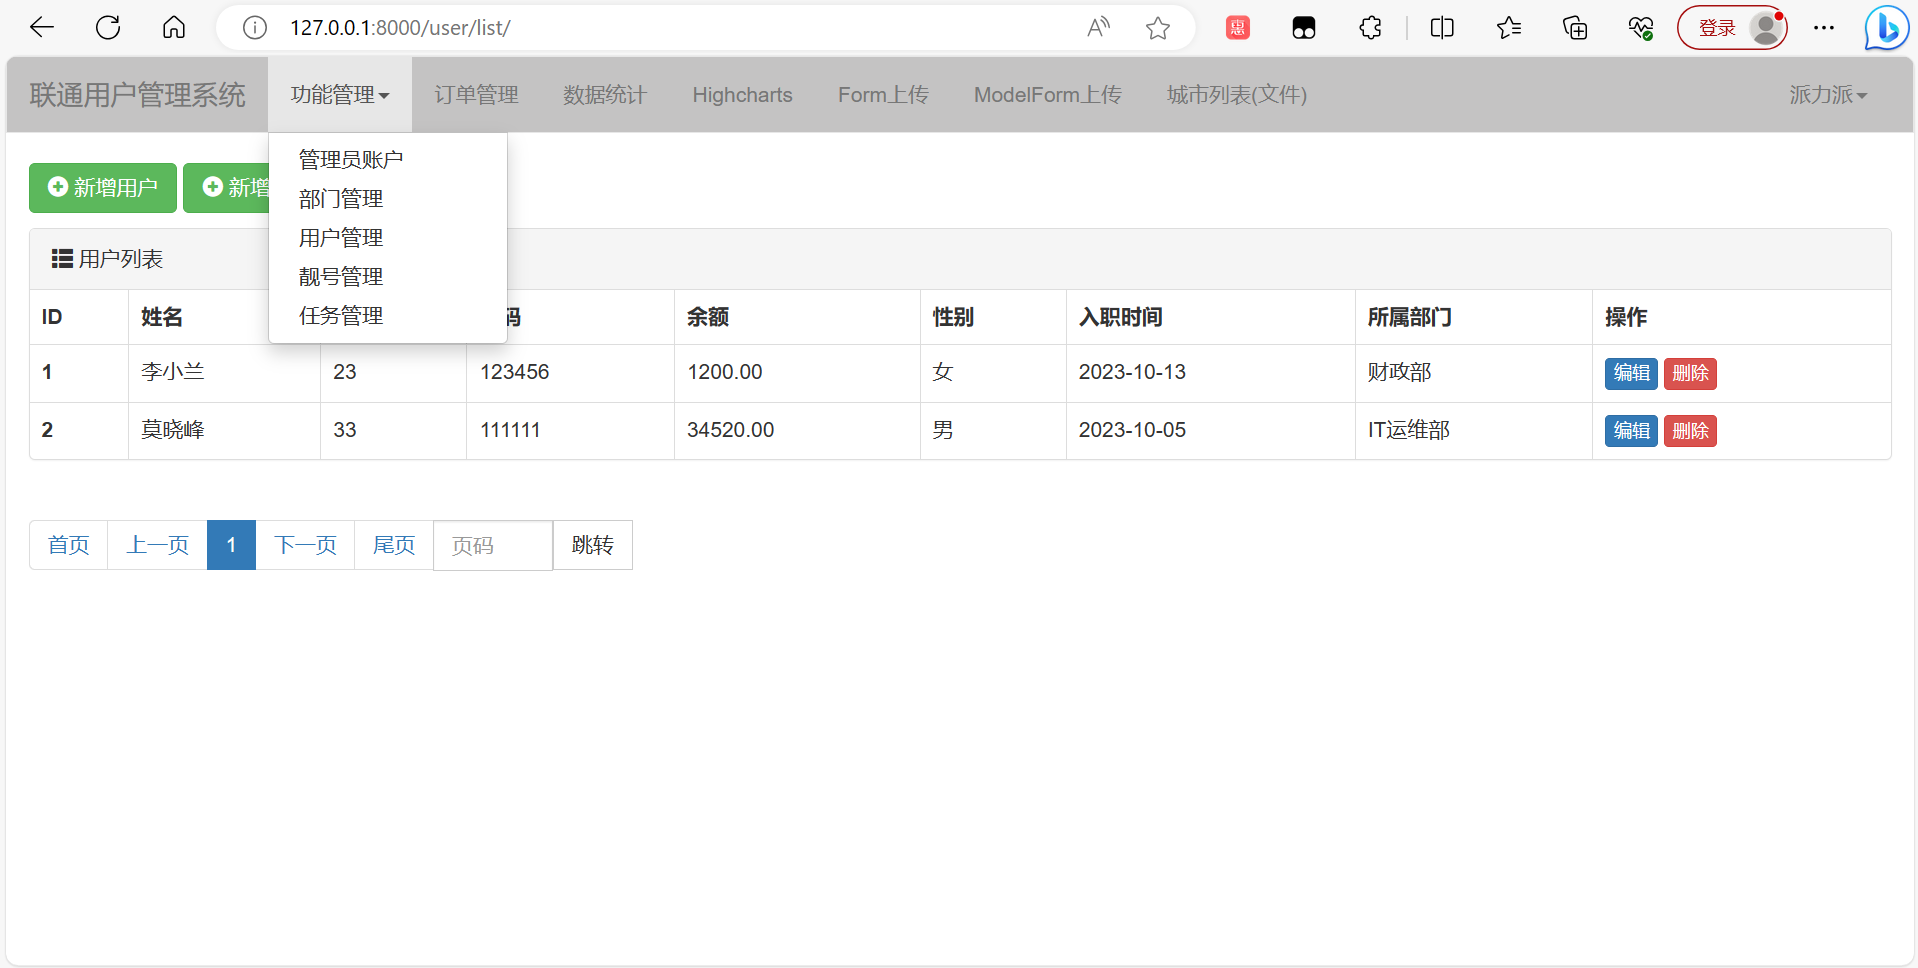 127.0.0.1:8000/user/list/
惠
登录
联通用户管理系统 功能管理 订单管理 数据统计 Highcharts Form上传 ModelForm上传 城市列表(文件) 派力派
管理员账户
部门管理
用户管理
靓号管理
任务管理
新增用户 新增
用户列表
ID 姓名 码 余额 性别 入职时间 所属部门 操作
1 李小兰 23 123456 1200.00 女 2023-10-13 财政部 编辑 删除
2 莫晓峰 33 111111 34520.00 男 2023-10-05 IT运维部 编辑 删除
首页 上一页 1 下一页 尾页 页码 跳转